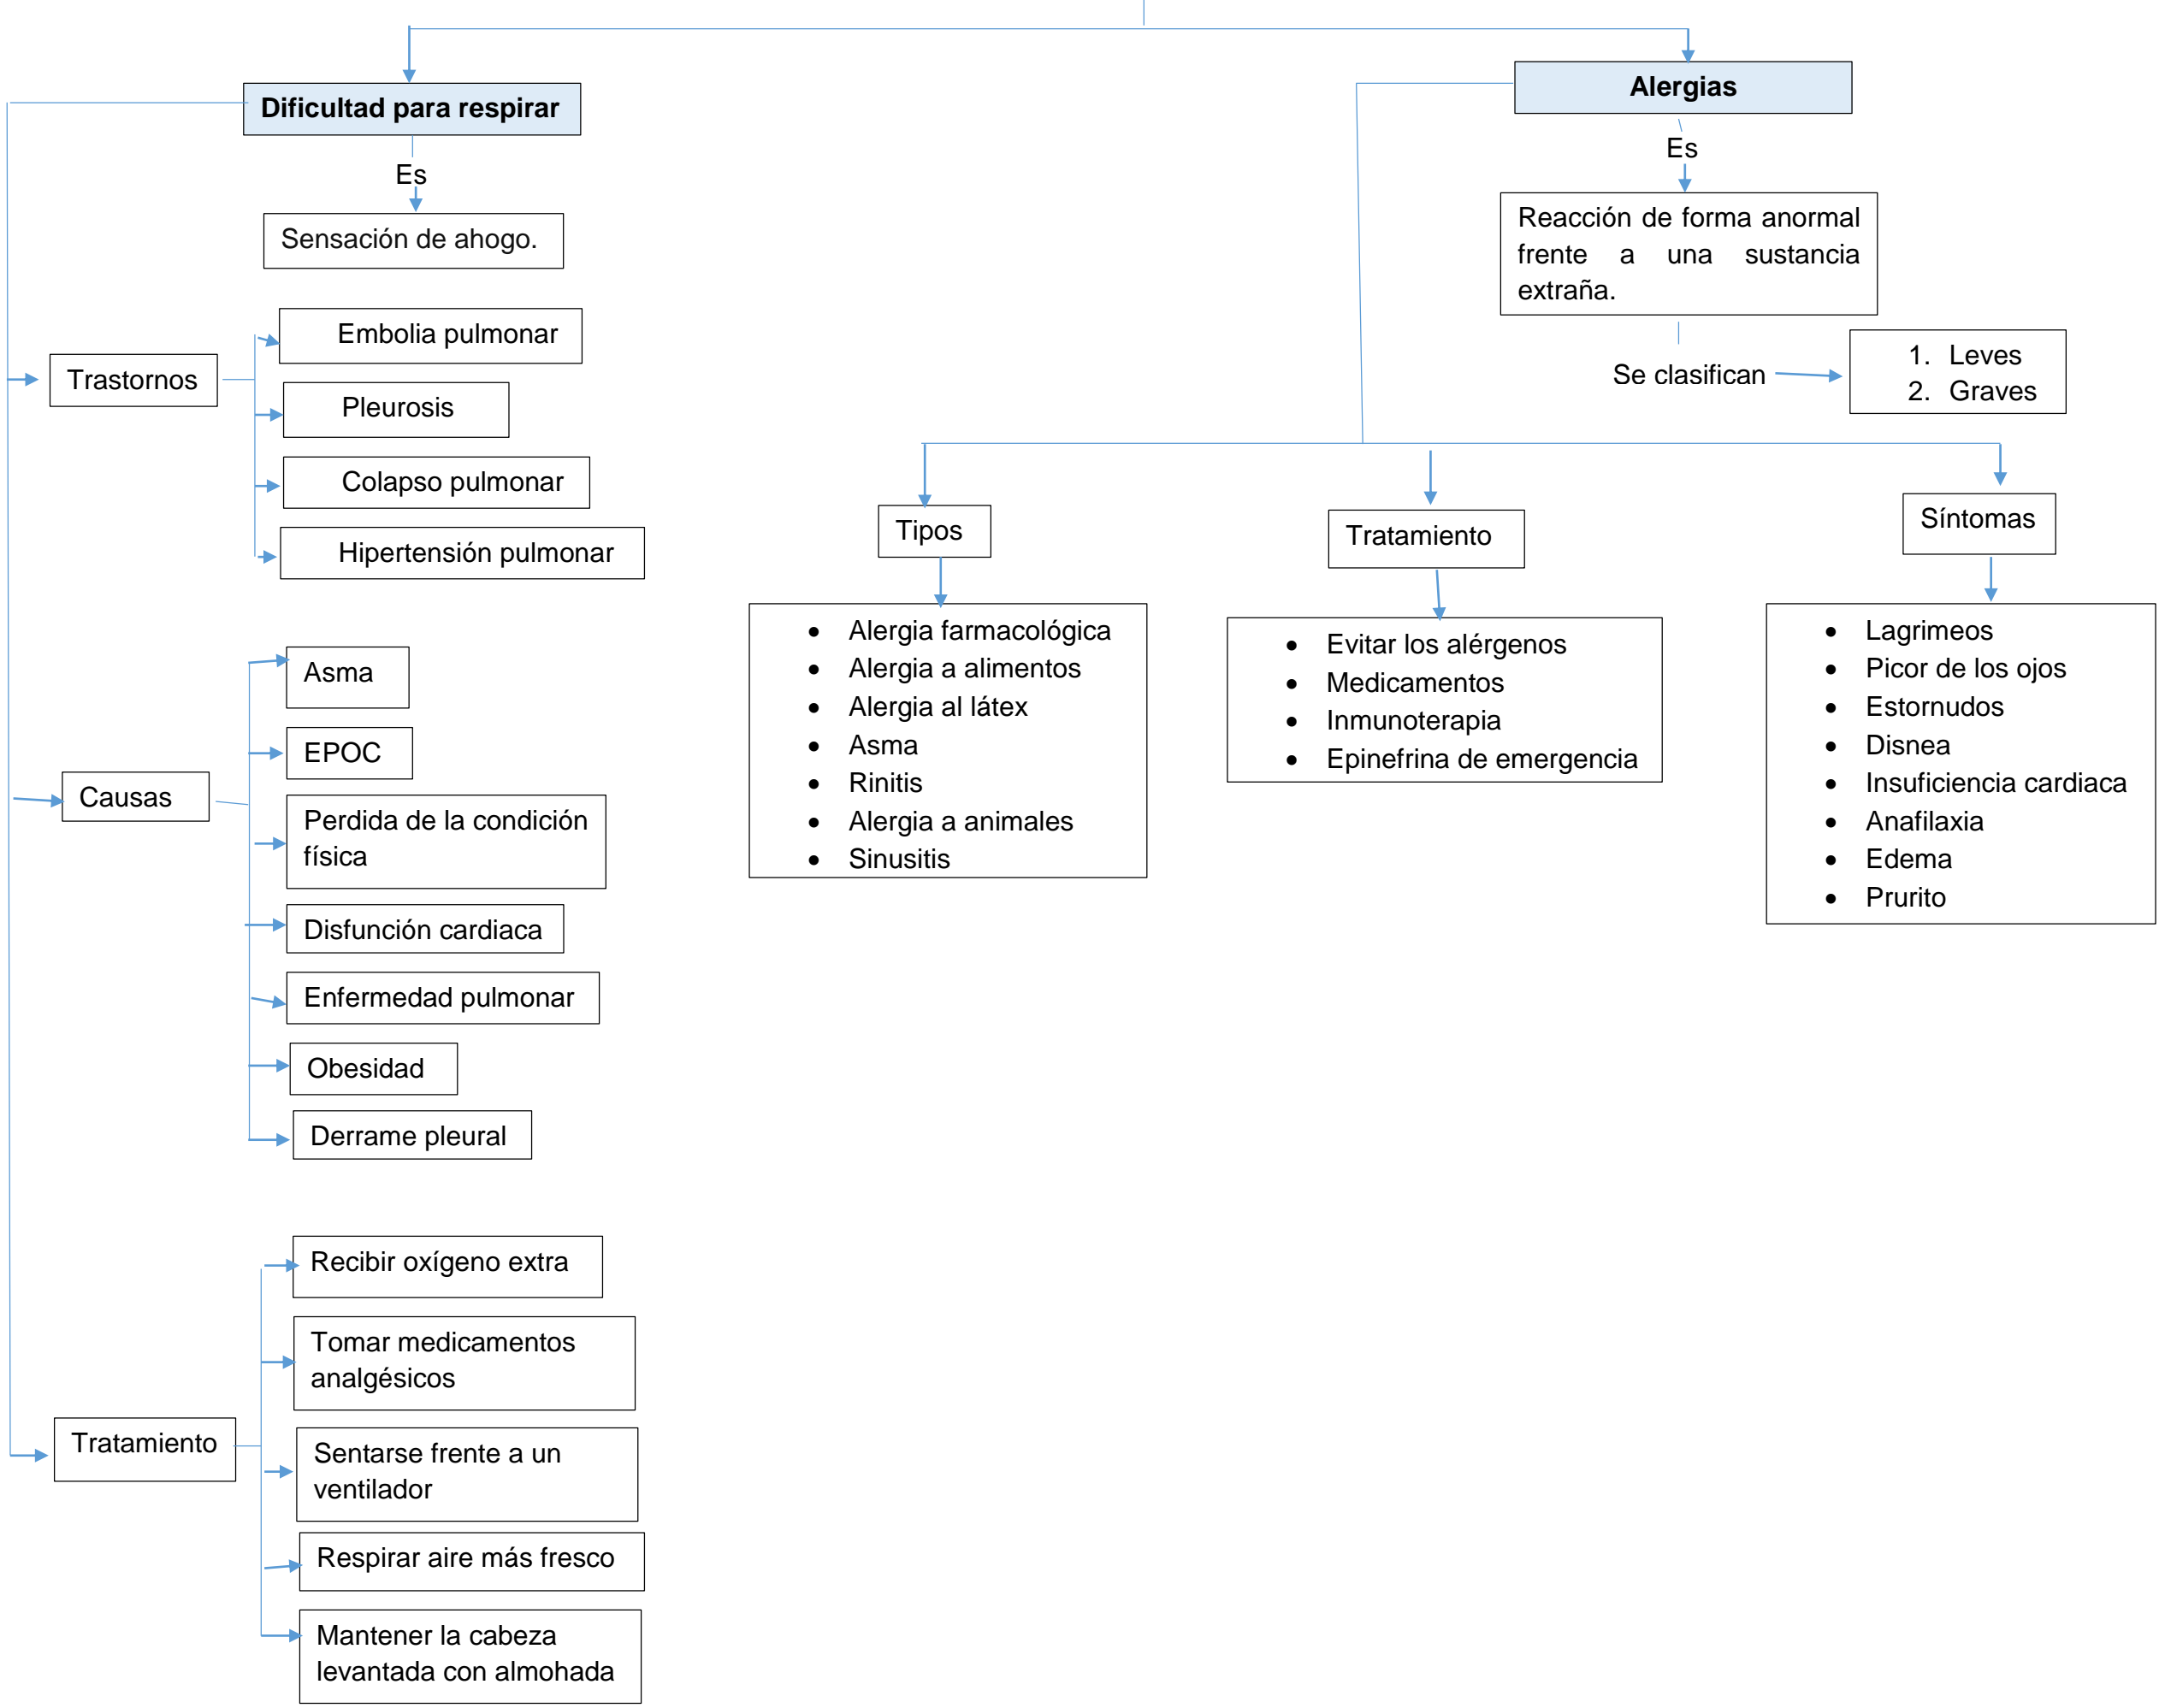 Dificultad para respirar
Es
Sensación de ahogo.
Trastornos
Embolia pulmonar
Pleurosis
Colapso pulmonar
Hipertensión pulmonar
Causas
Asma
EPOC
Perdida de la condición
física
Disfunción cardiaca
Enfermedad pulmonar
Obesidad
Derrame pleural
Tratamiento
Recibir oxígeno extra
Tomar medicamentos
analgésicos
Sentarse frente a un
ventilador
Respirar aire más fresco
Mantener la cabeza
levantada con almohada
Alergias
Es
Reacción de forma anormal
frente a una sustancia
extraña.
Se clasifican
1. Leves
2. Graves
Tipos
• Alergia farmacológica
• Alergia a alimentos
• Alergia al látex
• Asma
• Rinitis
• Alergia a animales
• Sinusitis
Tratamiento
• Evitar los alérgenos
• Medicamentos
• Inmunoterapia
• Epinefrina de emergencia
Síntomas
• Lagrimeos
• Picor de los ojos
• Estornudos
• Disnea
• Insuficiencia cardiaca
• Anafilaxia
• Edema
• Prurito